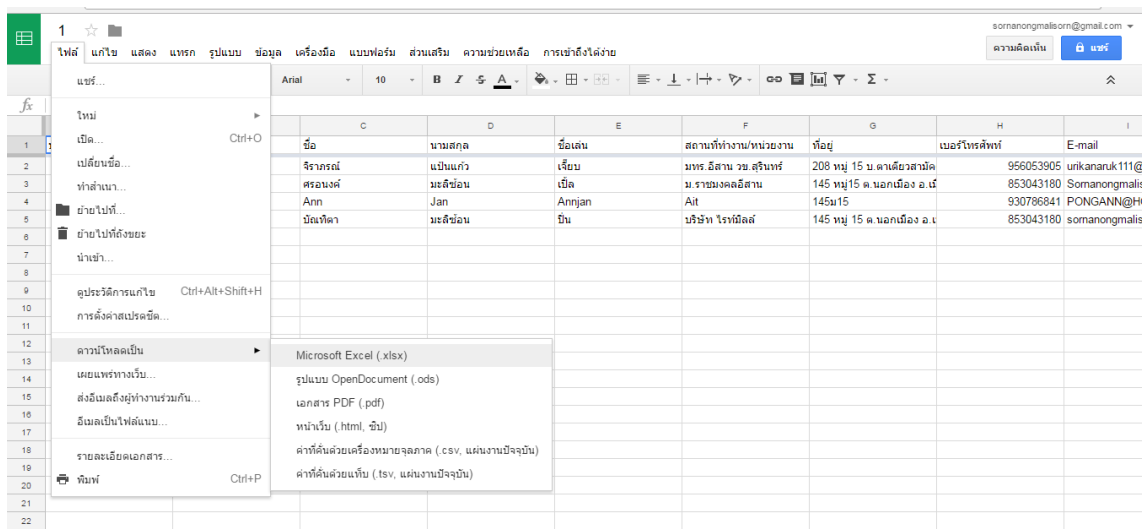 1
sornanongmalisorn@gmail.com
ไฟล์ แก้ไข แสดง แทรก รูปแบบ ข้อมูล เครื่องมือ แบบฟอร์ม ส่วนเสริม ความช่วยเหลือ การเข้าถึงได้ง่าย
ความคิดเห็น แชร์
Arial 10 B I S A
fx
C D E F G H I
1 ชื่อ นามสกุล ชื่อเล่น สถานที่ทำงาน/หน่วยงาน ที่อยู่ เบอร์โทรศัพท์ E-mail
2 จิราภรณ์ แป้นแก้ว เจี๊ยบ มทร.อีสาน วข.สุรินทร์ 208 หมู่ 15 บ.ตาเตียวสามัค 956053905 urikanaruk111@
3 ศรอนงค์ มะลิซ้อน เปิ้ล ม.ราชมงคลอีสาน 145 หมู่15 ต.นอกเมือง อ.เมื 853043180 Sornanongmalis
4 Ann Jan Annjan Ait 145ม15 930786841 PONGANN@H
5 บัณฑิตา มะลิซ้อน ปิ่น บริษัท ไรท์มิลล์ 145 หมู่ 15 ต.นอกเมือง อ.เ 853043180 sornanongmalis
6
7
8
9
10
11
12
13
14
15
16
17
18
19
20
21
22
แชร์...
ใหม่
เปิด... Ctrl+O
เปลี่ยนชื่อ...
ทำสำเนา...
ย้ายไปที่...
ย้ายไปที่ถังขยะ
นำเข้า...
ดูประวัติการแก้ไข Ctrl+Alt+Shift+H
การตั้งค่าสเปรดชีต...
ดาวน์โหลดเป็น
เผยแพร่ทางเว็บ...
ส่งอีเมลถึงผู้ทำงานร่วมกัน...
อีเมลเป็นไฟล์แนบ...
รายละเอียดเอกสาร...
พิมพ์ Ctrl+P
Microsoft Excel (.xlsx)
รูปแบบ OpenDocument (.ods)
เอกสาร PDF (.pdf)
หน้าเว็บ (.html, ซิป)
ค่าที่คั่นด้วยเครื่องหมายจุลภาค (.csv, แผ่นงานปัจจุบัน)
ค่าที่คั่นด้วยแท็บ (.tsv, แผ่นงานปัจจุบัน)